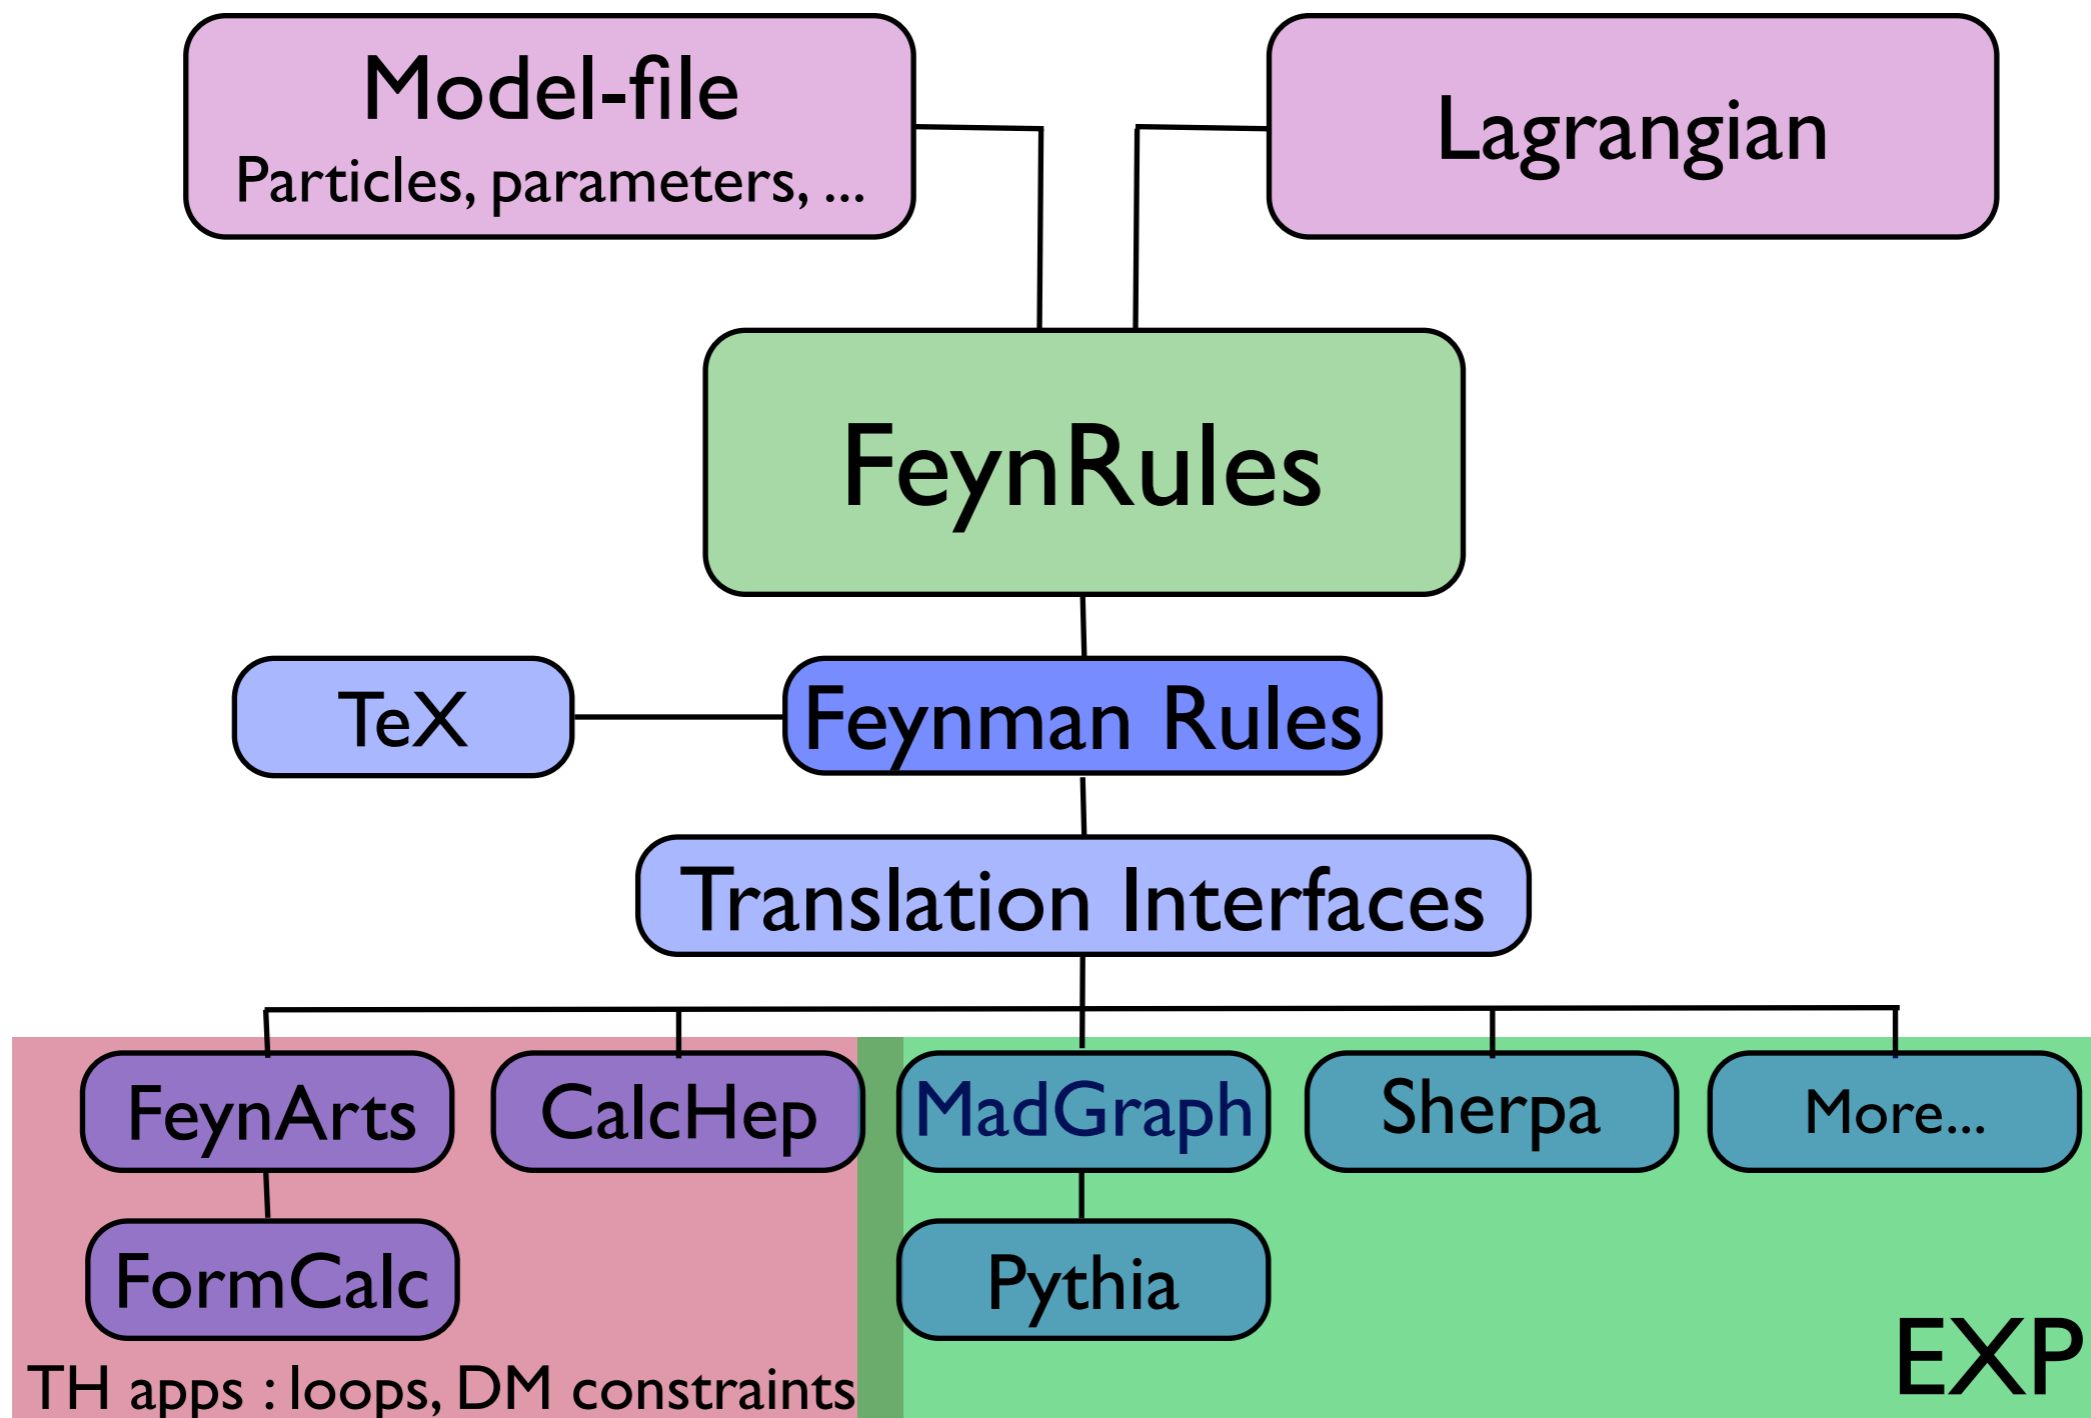 Model-file
Particles, parameters, ...
Lagrangian
FeynRules
TeX
Feynman Rules
Translation Interfaces
FeynArts
CalcHep
MadGraph
Sherpa
More...
FormCalc
Pythia
TH apps : loops, DM constraints
EXP